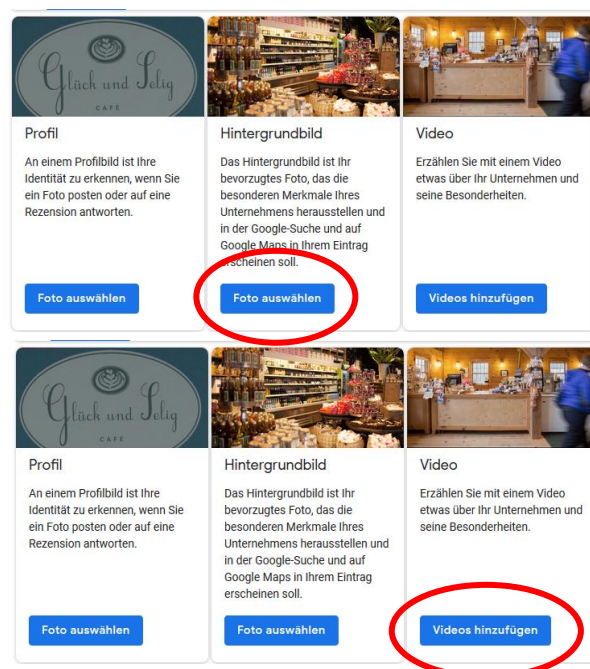 Glück und Selig
CAFÉ
Profil
An einem Profilbild ist Ihre
Identität zu erkennen, wenn Sie
ein Foto posten oder auf eine
Rezension antworten.
Foto auswählen
Hintergrundbild
Das Hintergrundbild ist Ihr
bevorzugtes Foto, das die
besonderen Merkmale Ihres
Unternehmens herausstellen und
in der Google-Suche und auf
Google Maps in Ihrem Eintrag
erscheinen soll.
Foto auswählen
Video
Erzählen Sie mit einem Video
etwas über Ihr Unternehmen und
seine Besonderheiten.
Videos hinzufügen
Glück und Selig
CAFÉ
Profil
An einem Profilbild ist Ihre
Identität zu erkennen, wenn Sie
ein Foto posten oder auf eine
Rezension antworten.
Foto auswählen
Hintergrundbild
Das Hintergrundbild ist Ihr
bevorzugtes Foto, das die
besonderen Merkmale Ihres
Unternehmens herausstellen und
in der Google-Suche und auf
Google Maps in Ihrem Eintrag
erscheinen soll.
Foto auswählen
Video
Erzählen Sie mit einem Video
etwas über Ihr Unternehmen und
seine Besonderheiten.
Videos hinzufügen